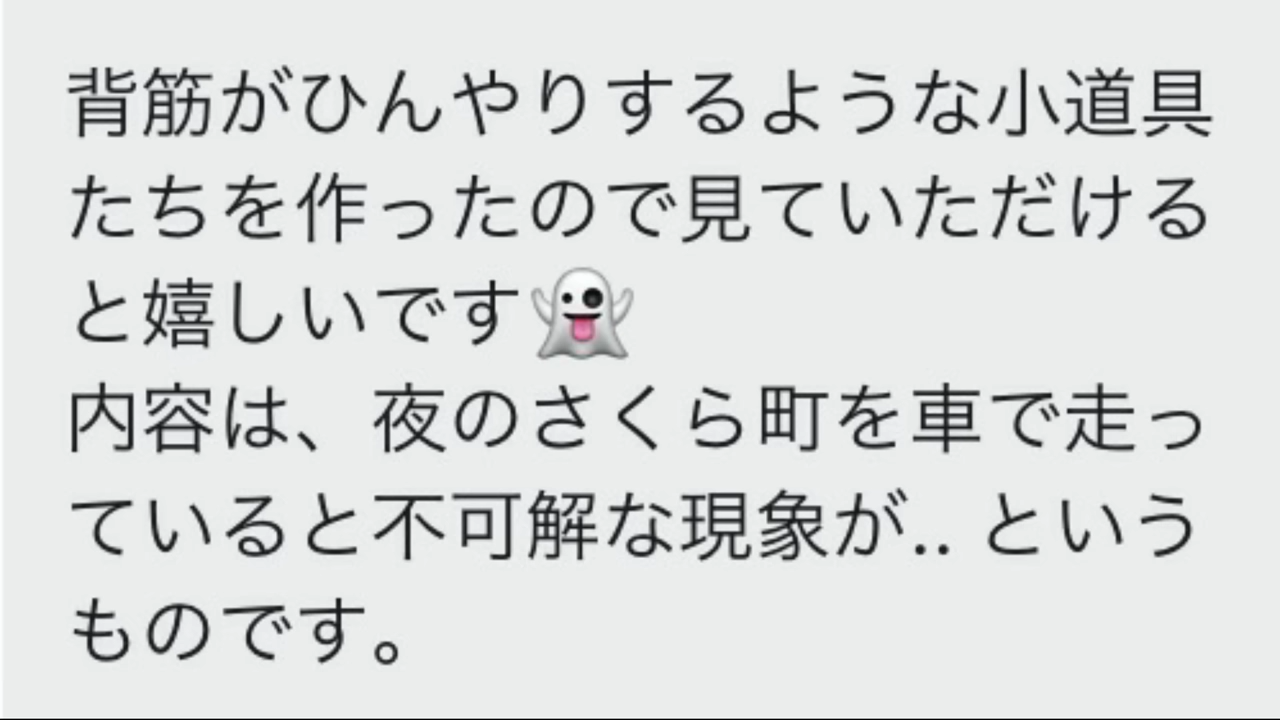 背筋がひんやりするような小道具
たちを作ったので見ていただける
と嬉しいです👻
内容は、夜のさくら町を車で走っ
ていると不可解な現象が.. という
ものです。